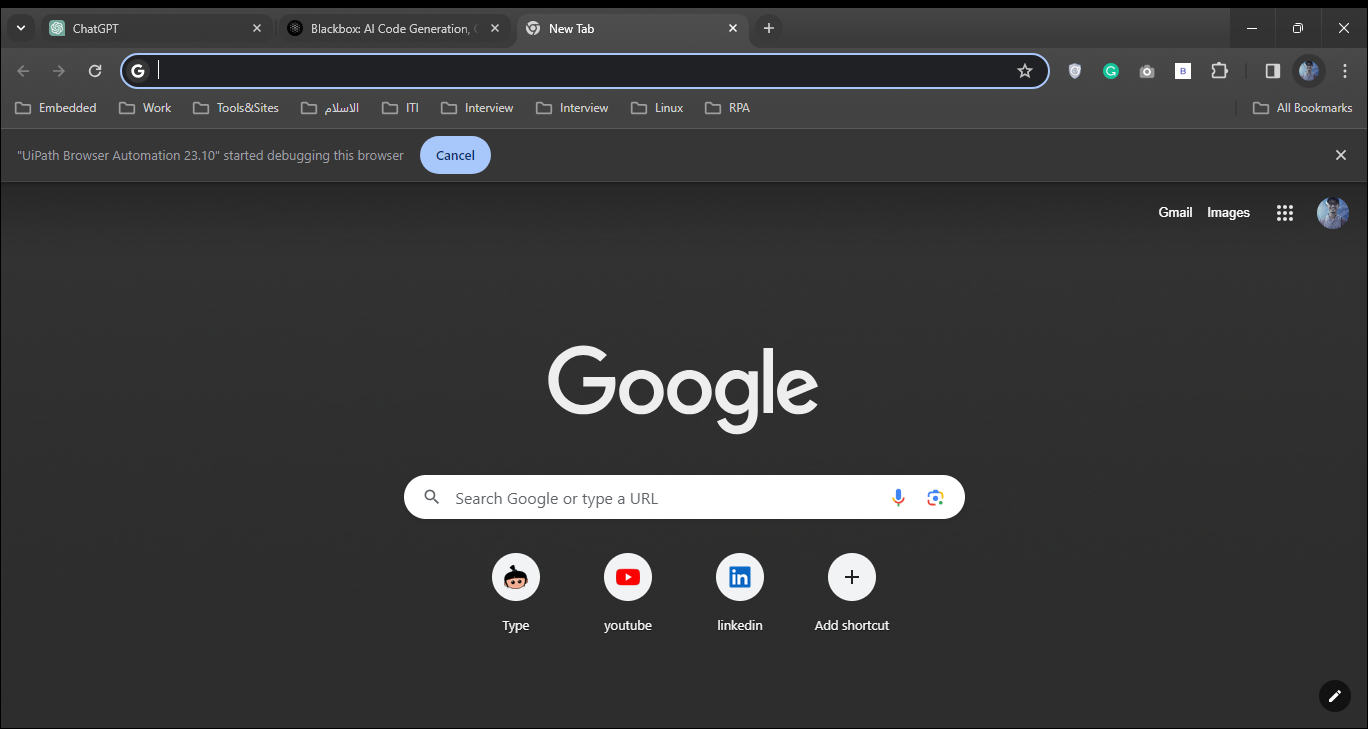 ChatGPT
Blackbox: AI Code Generation,
New Tab
G
G
B
Embedded
Work
Tools&Sites
الاسلام
ITI
Interview
Interview
Linux
RPA
All Bookmarks
"UiPath Browser Automation 23.10" started debugging this browser
Cancel
Gmail
Images
Google
Search Google or type a URL
in
Type
youtube
linkedin
Add shortcut